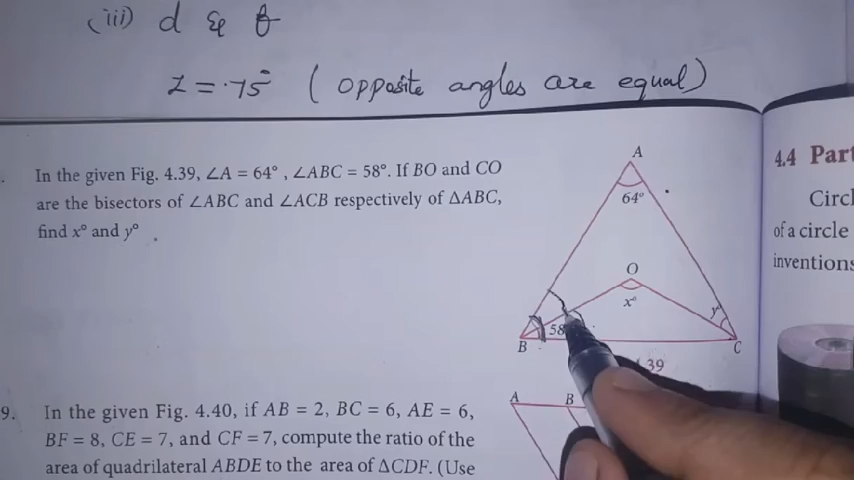 (iii) d &
z = 75° ( opposite angles are equal)
In the given Fig. 4.39, ∠A = 64° , ∠ABC = 58°. If BO and CO
are the bisectors of ∠ABC and ∠ACB respectively of ΔABC,
find x° and y°
A
64°
O
x°
y
58
B
C
39
4.4 Part
Circl
of a circle
inventions
9. In the given Fig. 4.40, if AB = 2, BC = 6, AE = 6,
BF = 8, CE = 7, and CF = 7, compute the ratio of the
area of quadrilateral ABDE to the area of ΔCDF. (Use
A
B